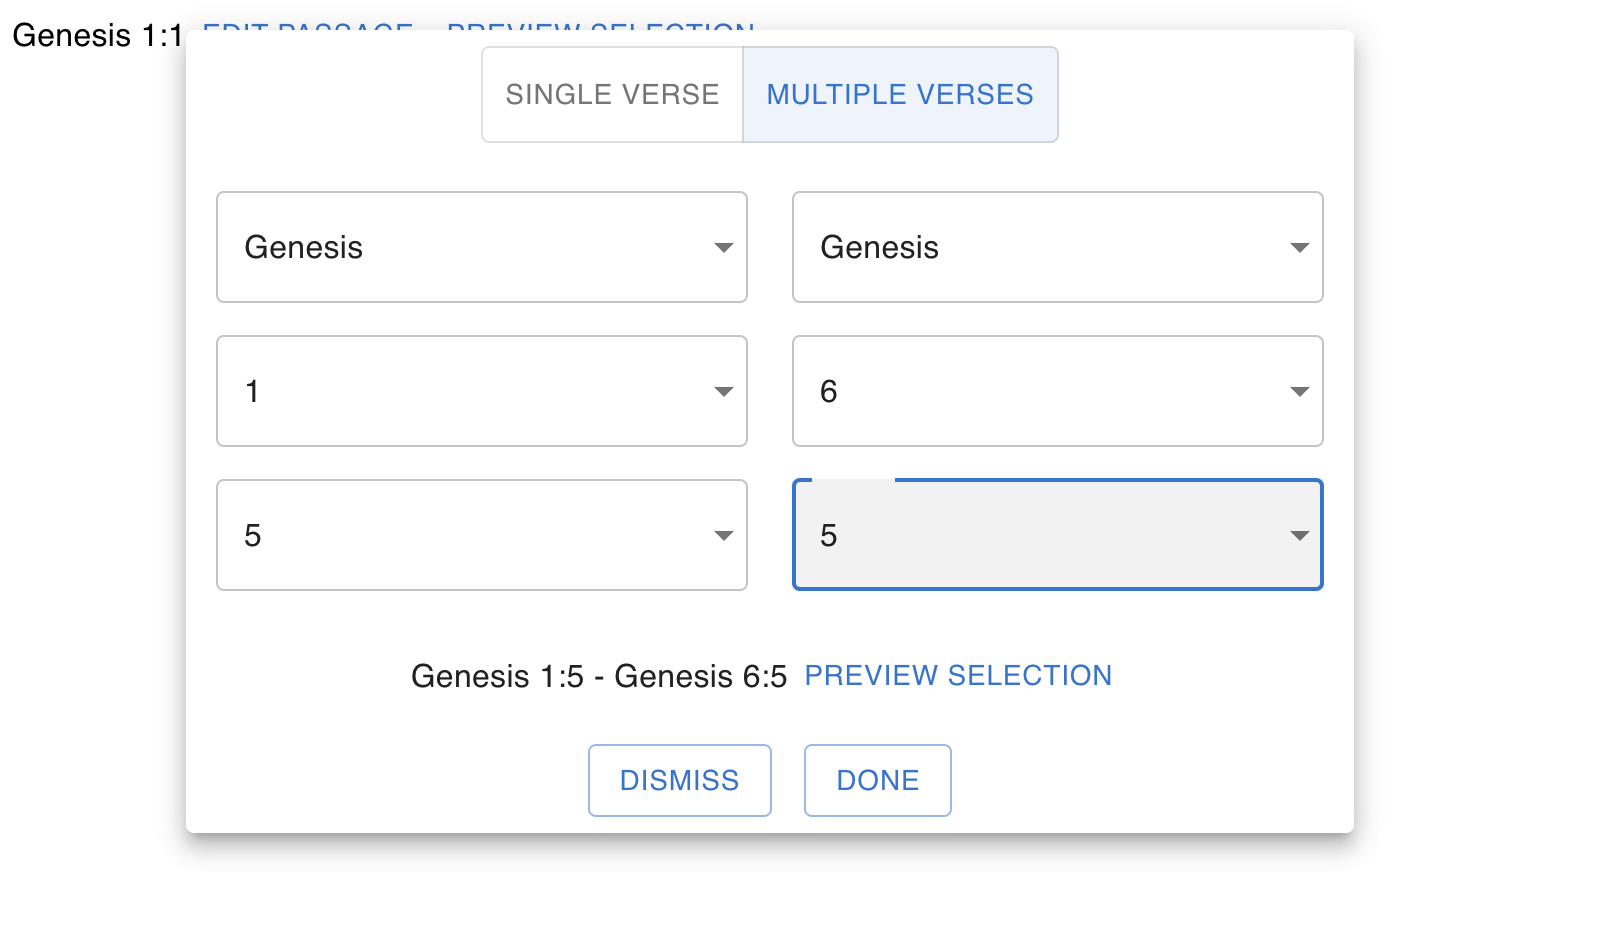 Genesis 1:1 EDIT PASSAGE PREVIEW SELECTION
SINGLE VERSE MULTIPLE VERSES
Genesis Genesis
1 6
5 5
Genesis 1:5 - Genesis 6:5 PREVIEW SELECTION
DISMISS DONE